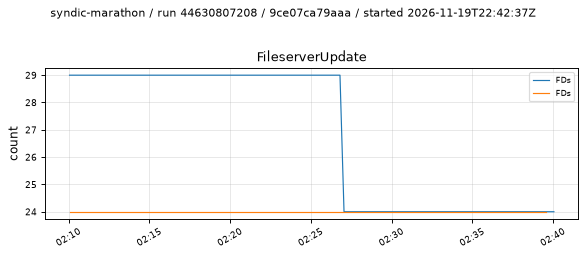 syndic-marathon / run 44630807208 / 9ce07ca79aaa / started 2026-11-19T22:42:37Z
FileserverUpdate
29
28
27
26
25
24
count
FDs
FDs
02:10
02:15
02:20
02:25
02:30
02:35
02:40